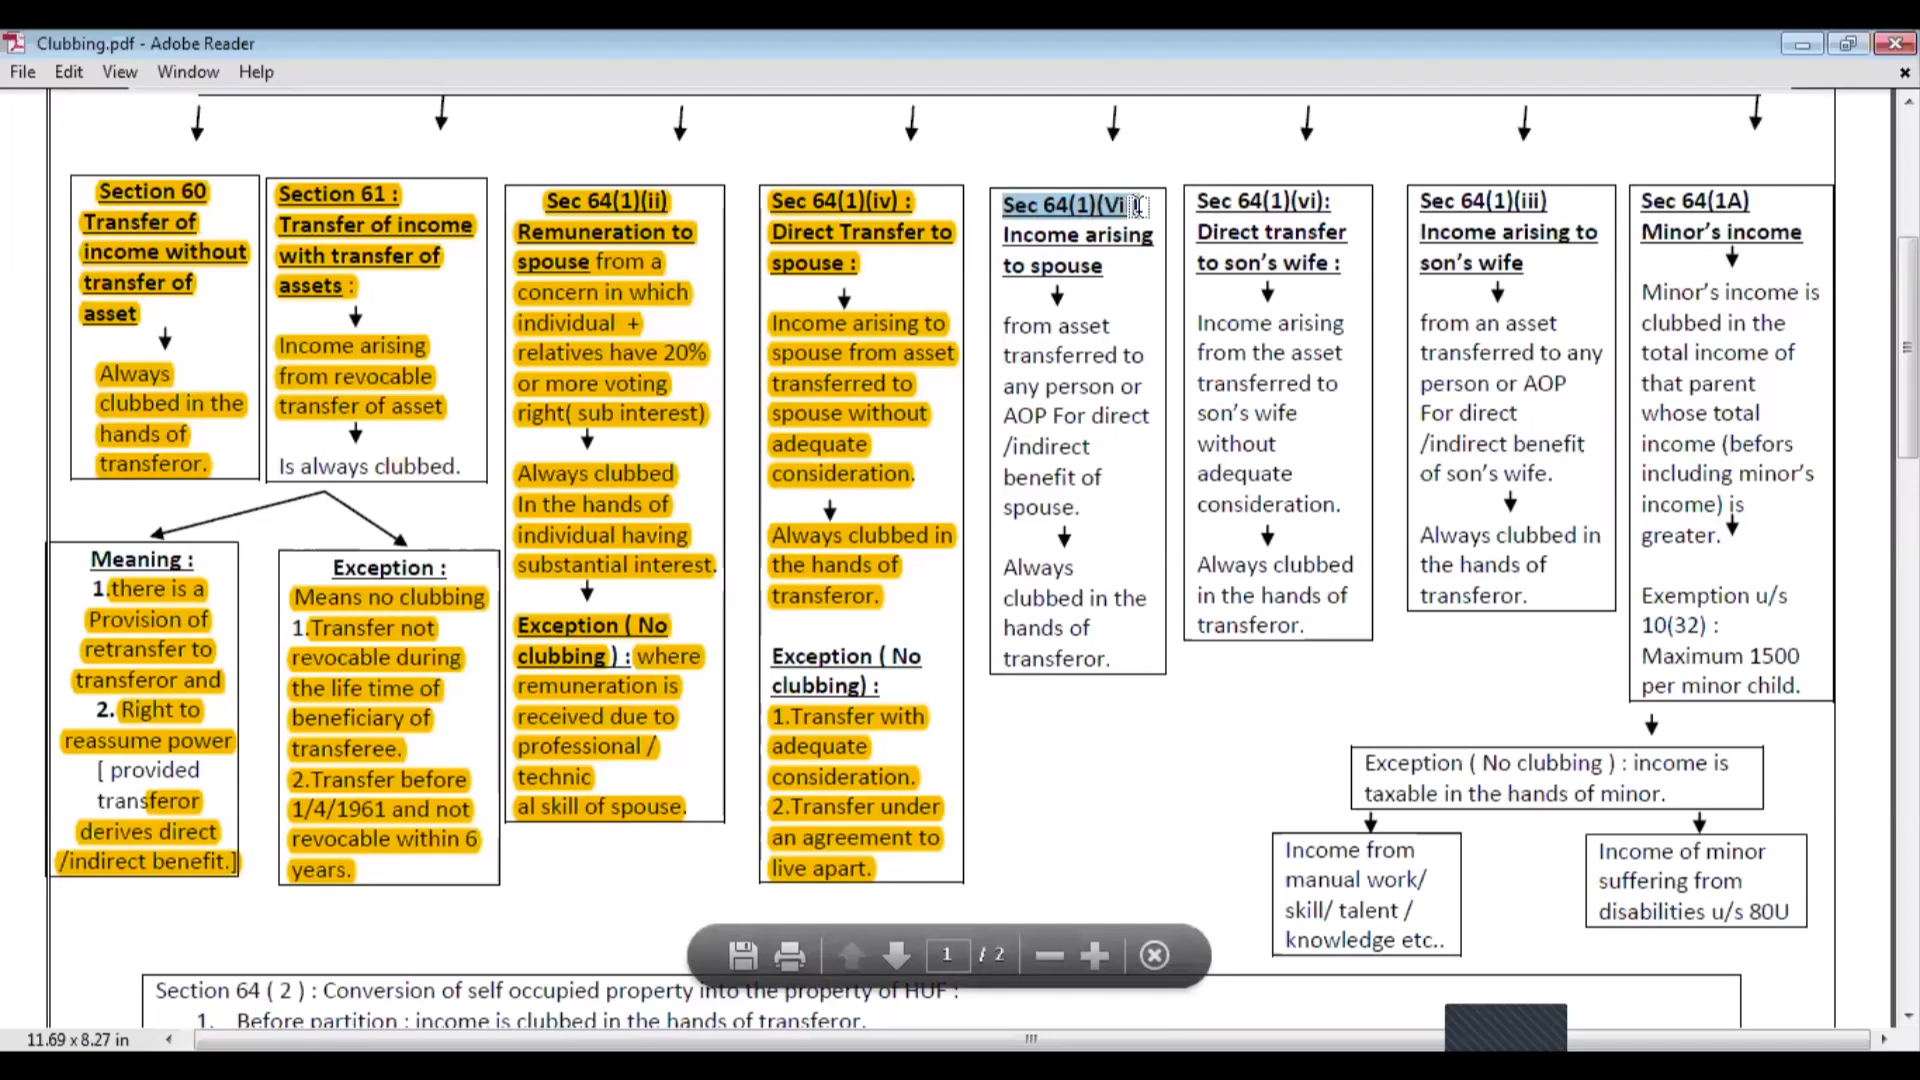 Clubbing.pdf - Adobe Reader
File Edit View Window Help
Section 60
Transfer of
income without
transfer of
asset
Always
clubbed in the
hands of
transferor.
Section 61 :
Transfer of income
with transfer of
assets :
Income arising
from revocable
transfer of asset
Is always clubbed.
Meaning :
1.there is a
Provision of
retransfer to
transferor and
2. Right to
reassume power
[ provided
transferor
derives direct
/indirect benefit.]
Exception :
Means no clubbing
1.Transfer not
revocable during
the life time of
beneficiary of
transferee.
2.Transfer before
1/4/1961 and not
revocable within 6
years.
Sec 64(1)(ii)
Remuneration to
spouse from a
concern in which
individual +
relatives have 20%
or more voting
right( sub interest)
Always clubbed
In the hands of
individual having
substantial interest.
Exception ( No
clubbing ) : where
remuneration is
received due to
professional /
technic
al skill of spouse.
Sec 64(1)(iv) :
Direct Transfer to
spouse :
Income arising to
spouse from asset
transferred to
spouse without
adequate
consideration.
Always clubbed in
the hands of
transferor.
Exception ( No
clubbing) :
1.Transfer with
adequate
consideration.
2.Transfer under
an agreement to
live apart.
Sec 64(1)(Vi
Income arising
to spouse
from asset
transferred to
any person or
AOP For direct
/indirect
benefit of
spouse.
Always
clubbed in the
hands of
transferor.
Sec 64(1)(vi):
Direct transfer
to son's wife :
Income arising
from the asset
transferred to
son's wife
without
adequate
consideration.
Always clubbed
in the hands of
transferor.
Sec 64(1)(iii)
Income arising to
son's wife
from an asset
transferred to any
person or AOP
For direct
/indirect benefit
of son's wife.
Always clubbed in
the hands of
transferor.
Sec 64(1A)
Minor's income
Minor's income is
clubbed in the
total income of
that parent
whose total
income (befors
including minor's
income) is
greater.
Exemption u/s
10(32) :
Maximum 1500
per minor child.
Exception ( No clubbing ) : income is
taxable in the hands of minor.
Income from
manual work/
skill/ talent /
knowledge etc..
Income of minor
suffering from
disabilities u/s 80U
1 / 2
Section 64 ( 2 ) : Conversion of self occupied property into the property of HUF :
1. Before partition : income is clubbed in the hands of transferor.
11.69 x 8.27 in